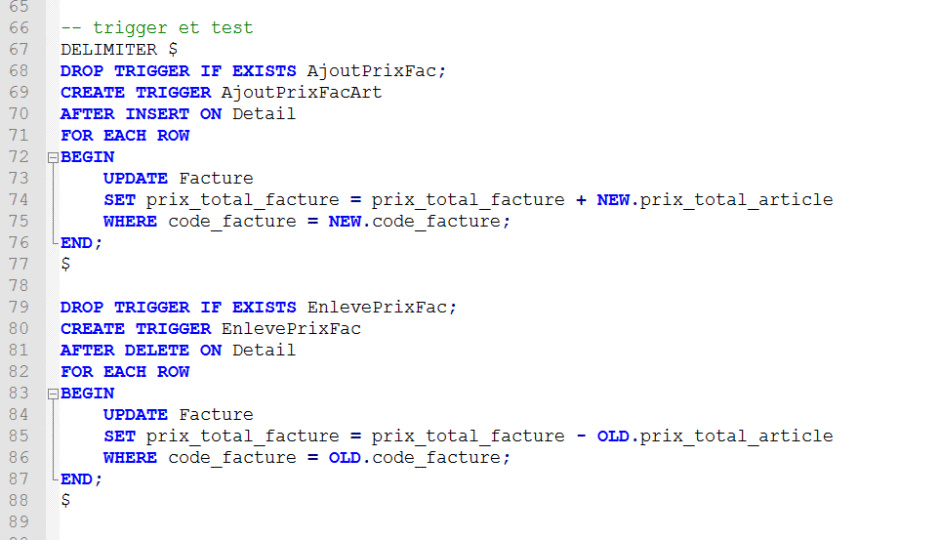 65
66 -- trigger et test
67 DELIMITER $
68 DROP TRIGGER IF EXISTS AjoutPrixFac;
69 CREATE TRIGGER AjoutPrixFacArt
70 AFTER INSERT ON Detail
71 FOR EACH ROW
72 BEGIN
73 UPDATE Facture
74 SET prix_total_facture = prix_total_facture + NEW.prix_total_article
75 WHERE code_facture = NEW.code_facture;
76 END;
77 $
78
79 DROP TRIGGER IF EXISTS EnlevePrixFac;
80 CREATE TRIGGER EnlevePrixFac
81 AFTER DELETE ON Detail
82 FOR EACH ROW
83 BEGIN
84 UPDATE Facture
85 SET prix_total_facture = prix_total_facture - OLD.prix_total_article
86 WHERE code_facture = OLD.code_facture;
87 END;
88 $
89